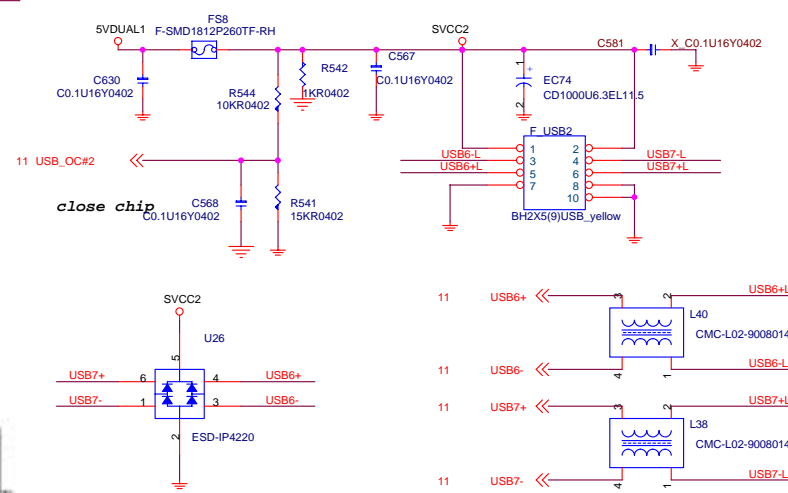 FS8
5VDUAL1
F-SMD1812P260TF-RH
SVCC2
C581
X_C0.1U16Y0402
C567
R542
C630
C0.1U16Y0402
C0.1U16Y0402
R544
10KR0402
1KR0402
1
+
2
EC74
CD1000U6.3EL11.5
F_USB2
1
2
USB6-L
3
4
USB7-L
USB6+L
5
6
USB7+L
7
8
10
BH2X5(9)USB_yellow
11 USB_OC#2
close chip
C568
C0.1U16Y0402
R541
15KR0402
SVCC2
U26
5
USB7+
6
4
USB6+
USB7-
1
3
USB6-
2
ESD-IP4220
11
USB6+
3
2
USB6+L
L40
CMC-L02-9008014
11
USB6-
4
1
USB6-L
11
USB7+
3
2
USB7+L
L38
CMC-L02-9008014
11
USB7-
4
1
USB7-L